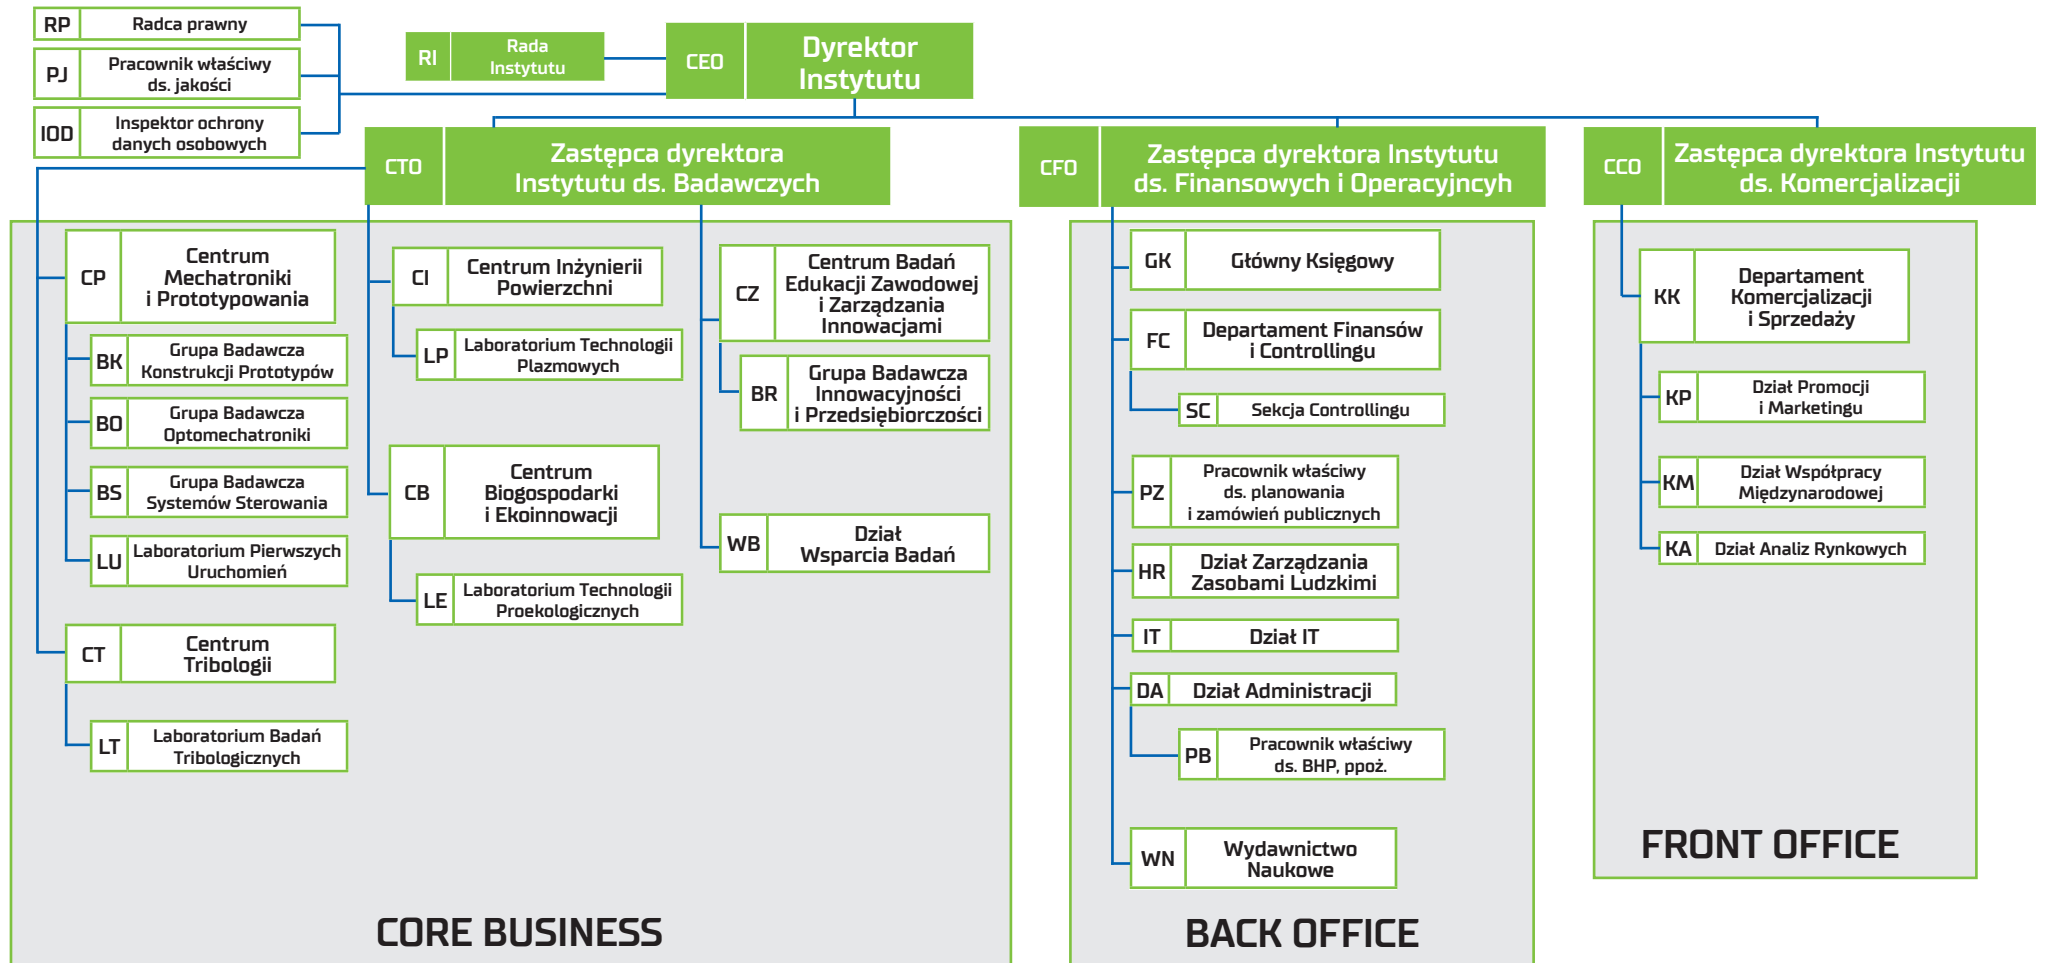 RP
Radca prawny
PJ
Pracownik właściwy
ds. jakości
IOD
Inspektor ochrony
danych osobowych
RI
Rada
Instytutu
CEO
Dyrektor
Instytutu
CTO
Zastępca dyrektora
Instytutu ds. Badawczych
CFO
Zastępca dyrektora Instytutu
ds. Finansowych i Operacyjncyh
CCO
Zastępca dyrektora Instytutu
ds. Komercjalizacji
CP
Centrum
Mechatroniki
i Prototypowania
BK
Grupa Badawcza
Konstrukcji Prototypów
BO
Grupa Badawcza
Optomechatroniki
BS
Grupa Badawcza
Systemów Sterowania
LU
Laboratorium Pierwszych
Uruchomień
CT
Centrum
Tribologii
LT
Laboratorium Badań
Tribologicznych
CI
Centrum Inżynierii
Powierzchni
LP
Laboratorium Technologii
Plazmowych
CB
Centrum
Biogospodarki
i Ekoinnowacji
LE
Laboratorium Technologii
Proekologicznych
CZ
Centrum Badań
Edukacji Zawodowej
i Zarządzania
Innowacjami
BR
Grupa Badawcza
Innowacyjności
i Przedsiębiorczości
WB
Dział
Wsparcia Badań
CORE BUSINESS
GK
Główny Księgowy
FC
Departament Finansów
i Controllingu
SC
Sekcja Controllingu
PZ
Pracownik właściwy
ds. planowania
i zamówień publicznych
HR
Dział Zarządzania
Zasobami Ludzkimi
IT
Dział IT
DA
Dział Administracji
PB
Pracownik właściwy
ds. BHP, ppoż.
WN
Wydawnictwo
Naukowe
BACK OFFICE
KK
Departament
Komercjalizacji
i Sprzedaży
KP
Dział Promocji
i Marketingu
KM
Dział Współpracy
Międzynarodowej
KA
Dział Analiz Rynkowych
FRONT OFFICE